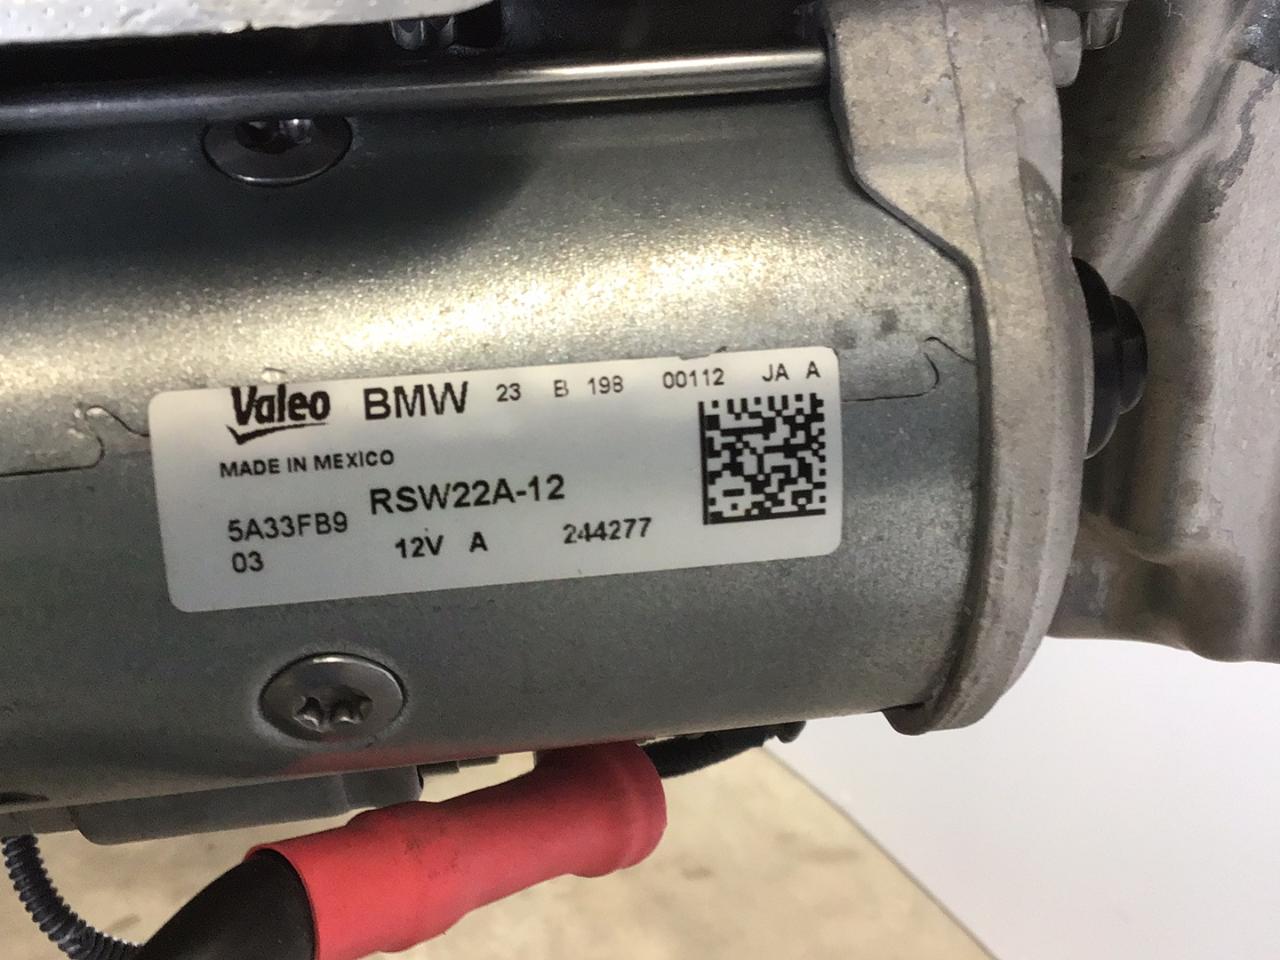 Valeo BMW 23 B 198 00112 JA A
MADE IN MEXICO
RSW22A-12
5A33FB9
03
12V A 244277